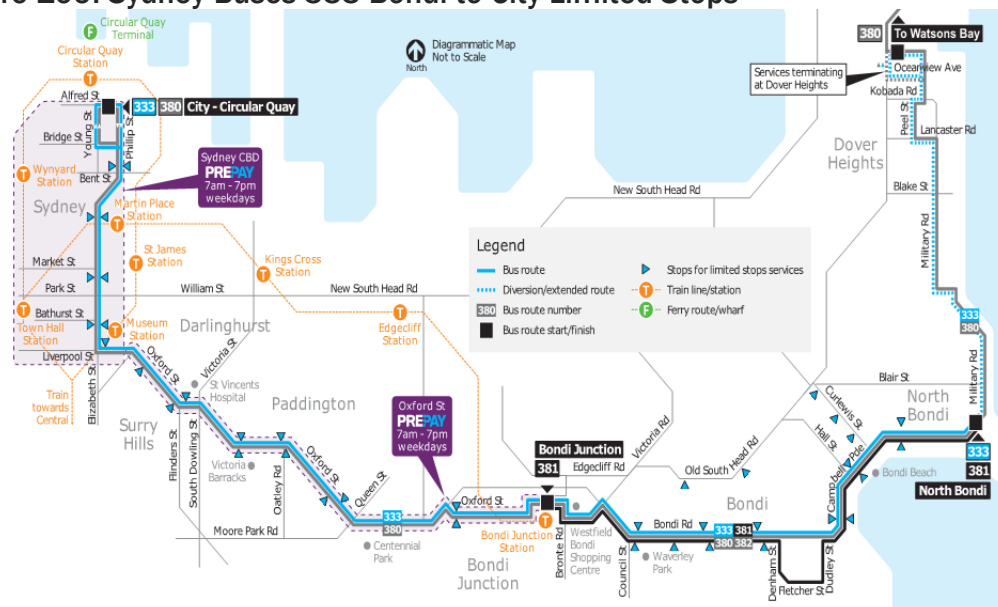 Circular Quay
Terminal
Circular Quay
Station
Alfred St
333 380 City - Circular Quay
Young St
Phillip St
Bridge St
Bent St
Wynyard
Station
Sydney
Sydney CBD
PREPAY
7am - 7pm
weekdays
Martin Place
Station
St James
Station
Market St
Park St
William St
Kings Cross
Station
New South Head Rd
Bathurst St
Town Hall
Station
Museum
Station
Darlinghurst
Edgecliff
Station
Liverpool St
Elizabeth St
Train
towards
Central
Oxford St
Victoria St
St Vincents
Hospital
Surry
Hills
Paddington
Flinders St
South Dowling St
Victoria
Barracks
Oatley Rd
Oxford St
Queen St
Moore Park Rd
333
380
Centennial
Park
Oxford St
PREPAY
7am - 7pm
weekdays
Oxford St
Bondi Junction
381
Edgecliff Rd
Bondi Junction
Station
Bondi
Junction
Bronte Rd
Westfield
Bondi
Shopping
Centre
Council St
Victoria Rd
Old South Head Rd
Waverley
Park
Bondi Rd
333 381
380 382
Bondi
Denham St
Fletcher St
Dudley St
Campbell Pde
Hall St
Curlewis St
Bondi Beach
Blair St
North
Bondi
Military Rd
333
381
North Bondi
333
380
Military Rd
Blake St
Lancaster Rd
Peel St
Kobada Rd
Oceanview Ave
380 To Watsons Bay
Services terminating
at Dover Heights
Dover
Heights
New South Head Rd
North
Diagrammatic Map
Not to Scale
Legend
Bus route
Diversion/extended route
380 Bus route number
Bus route start/finish
Stops for limited stops services
T Train line/station
F Ferry route/wharf